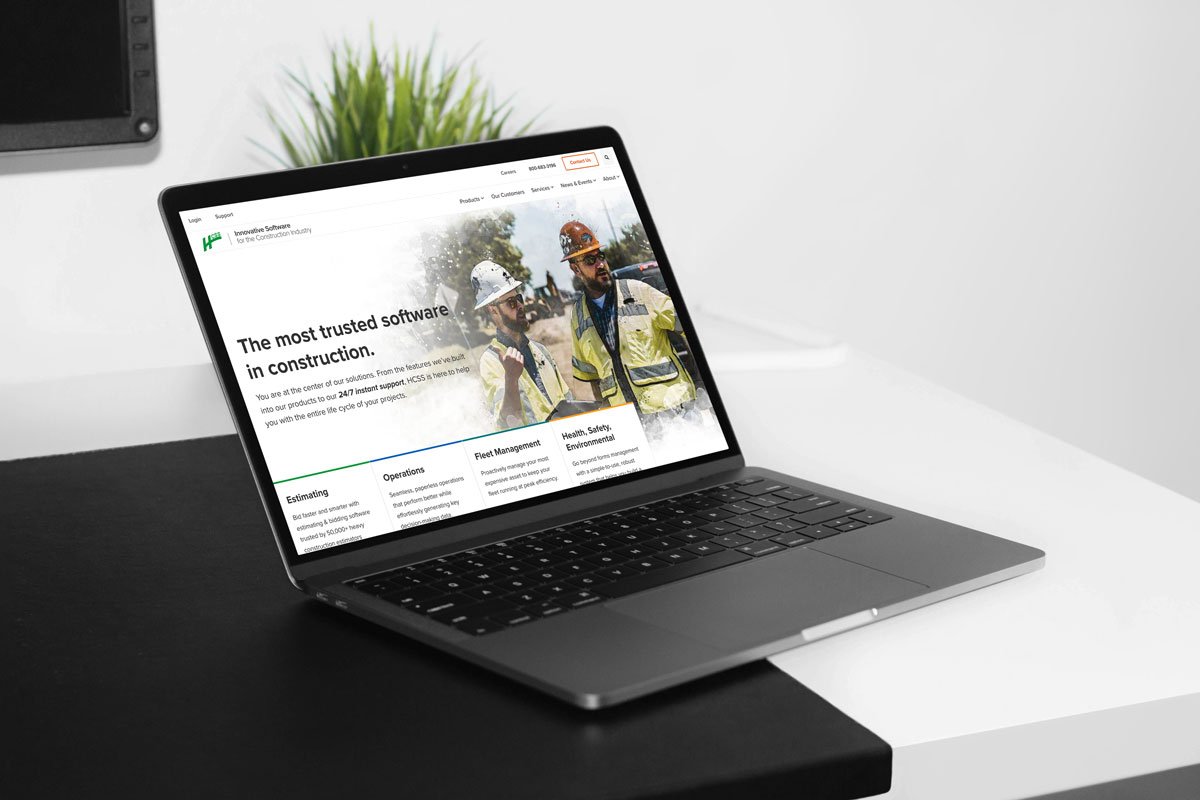 Login Support
Careers 800-683-3196 Contact Us
HCSS
Innovative Software
for the Construction Industry
Products Our Customers Services News & Events About
The most trusted software
in construction.
You are at the center of our solutions. From the features we've built
into our products to our 24/7 instant support, HCSS is here to help
you with the entire life cycle of your projects.
Estimating
Bid faster and smarter with
estimating & bidding software
trusted by 50,000+ heavy
construction estimators
Operations
Seamless, paperless operations
that perform better while
effortlessly generating key
decision-making data
Fleet Management
Proactively manage your most
expensive asset to keep your
fleet running at peak efficiency.
Health, Safety,
Environmental
Go beyond forms management
with a simple-to-use, robust